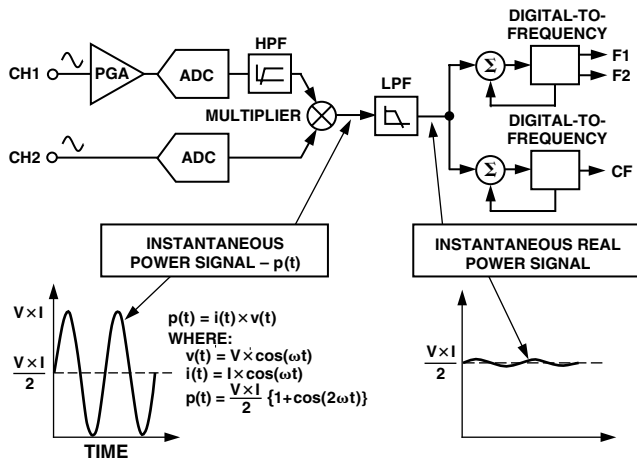 DIGITAL-TO-
FREQUENCY
HPF
F1
F2
CH1
PGA
ADC
Σ
LPF
MULTIPLIER
DIGITAL-TO-
FREQUENCY
CH2
ADC
Σ
CF
INSTANTANEOUS
POWER SIGNAL – p(t)
INSTANTANEOUS REAL
POWER SIGNAL
V × I
p(t) = i(t) × v(t)
WHERE:
v(t) = V × cos(ωt)
i(t) = I × cos(ωt)
p(t) = V × I / 2 {1+cos(2ωt)}
V × I
2
TIME
V × I
2